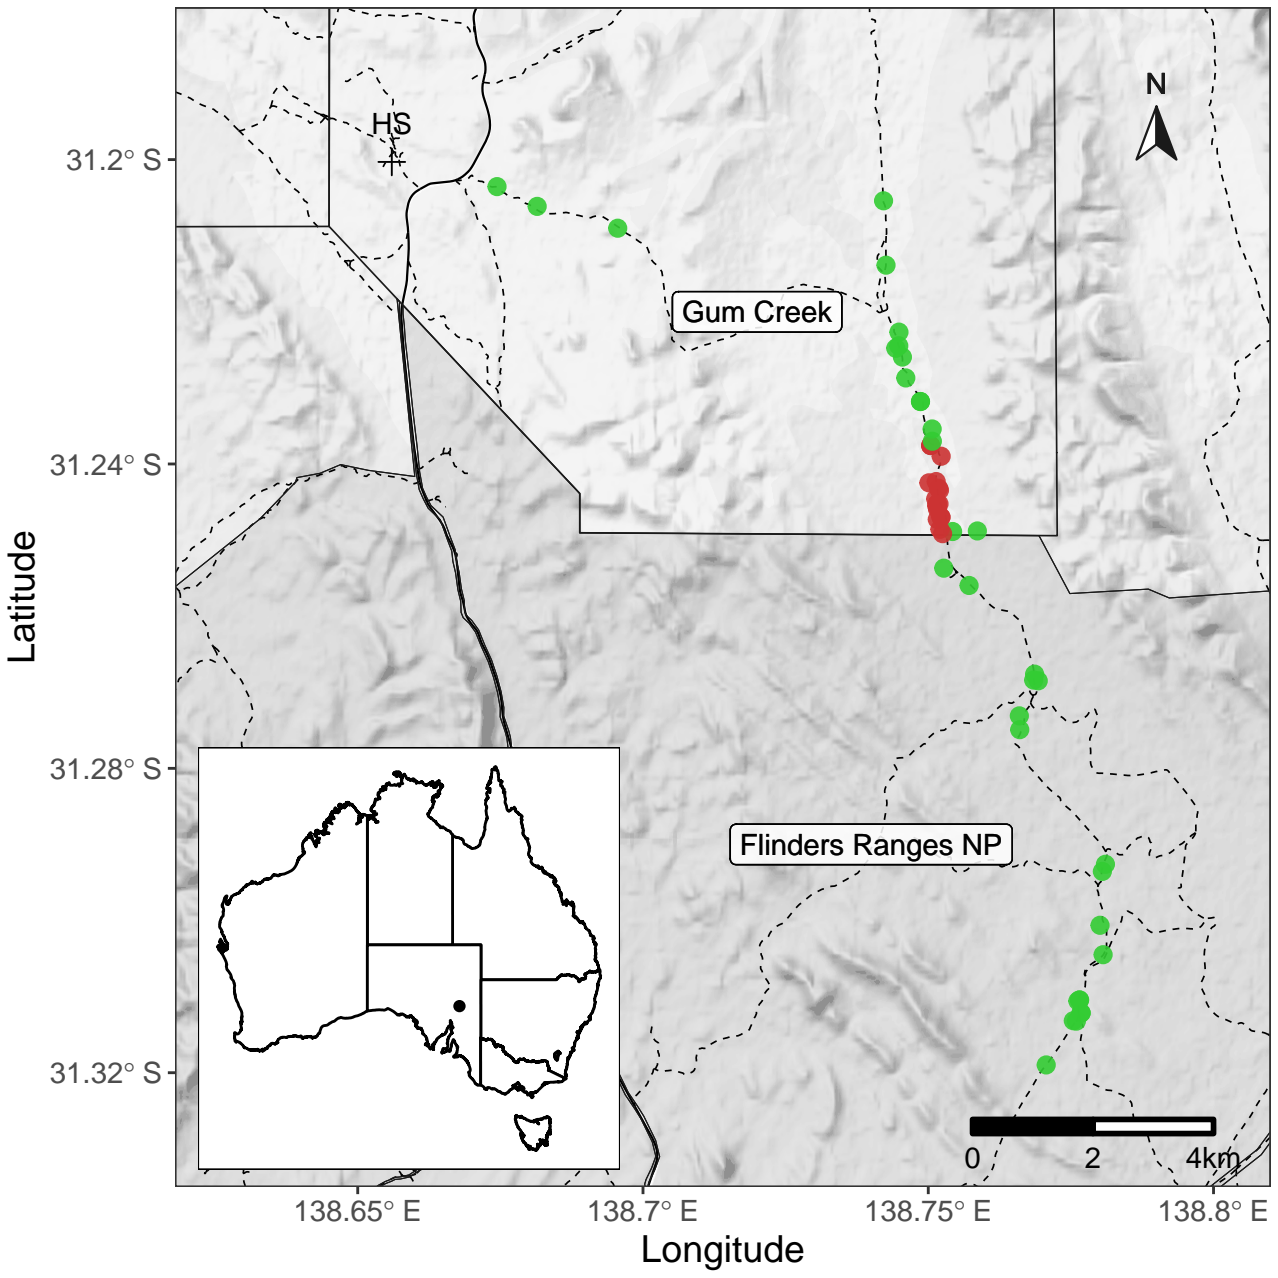 N
HS
31.2° S
Gum Creek
31.24° S
Latitude
31.28° S
Flinders Ranges NP
31.32° S
0 2 4km
138.65° E 138.7° E 138.75° E 138.8° E
Longitude